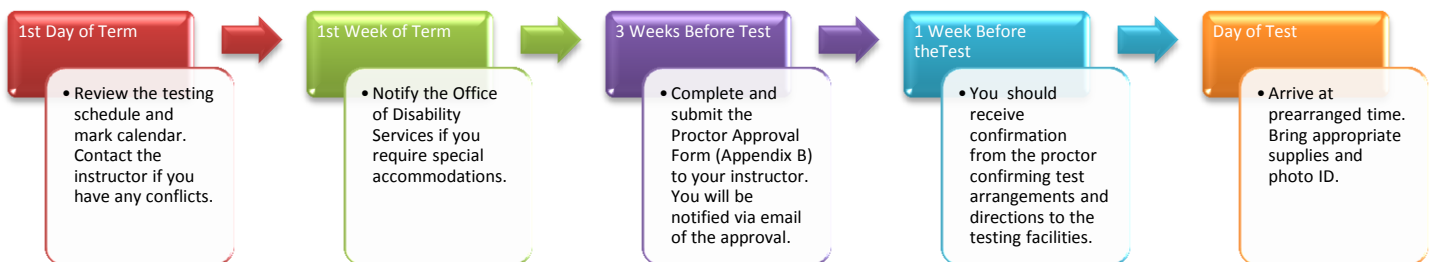 1st Day of Term
• Review the testing
schedule and
mark calendar.
Contact the
instructor if you
have any conflicts.
1st Week of Term
• Notify the Office
of Disability
Services if you
require special
accommodations.
3 Weeks Before Test
• Complete and
submit the
Proctor Approval
Form (Appendix B)
to your instructor.
You will be
notified via email
of the approval.
1 Week Before
theTest
• You should
receive
confirmation
from the proctor
confirming test
arrangements and
directions to the
testing facilities.
Day of Test
• Arrive at
prearranged time.
Bring appropriate
supplies and
photo ID.